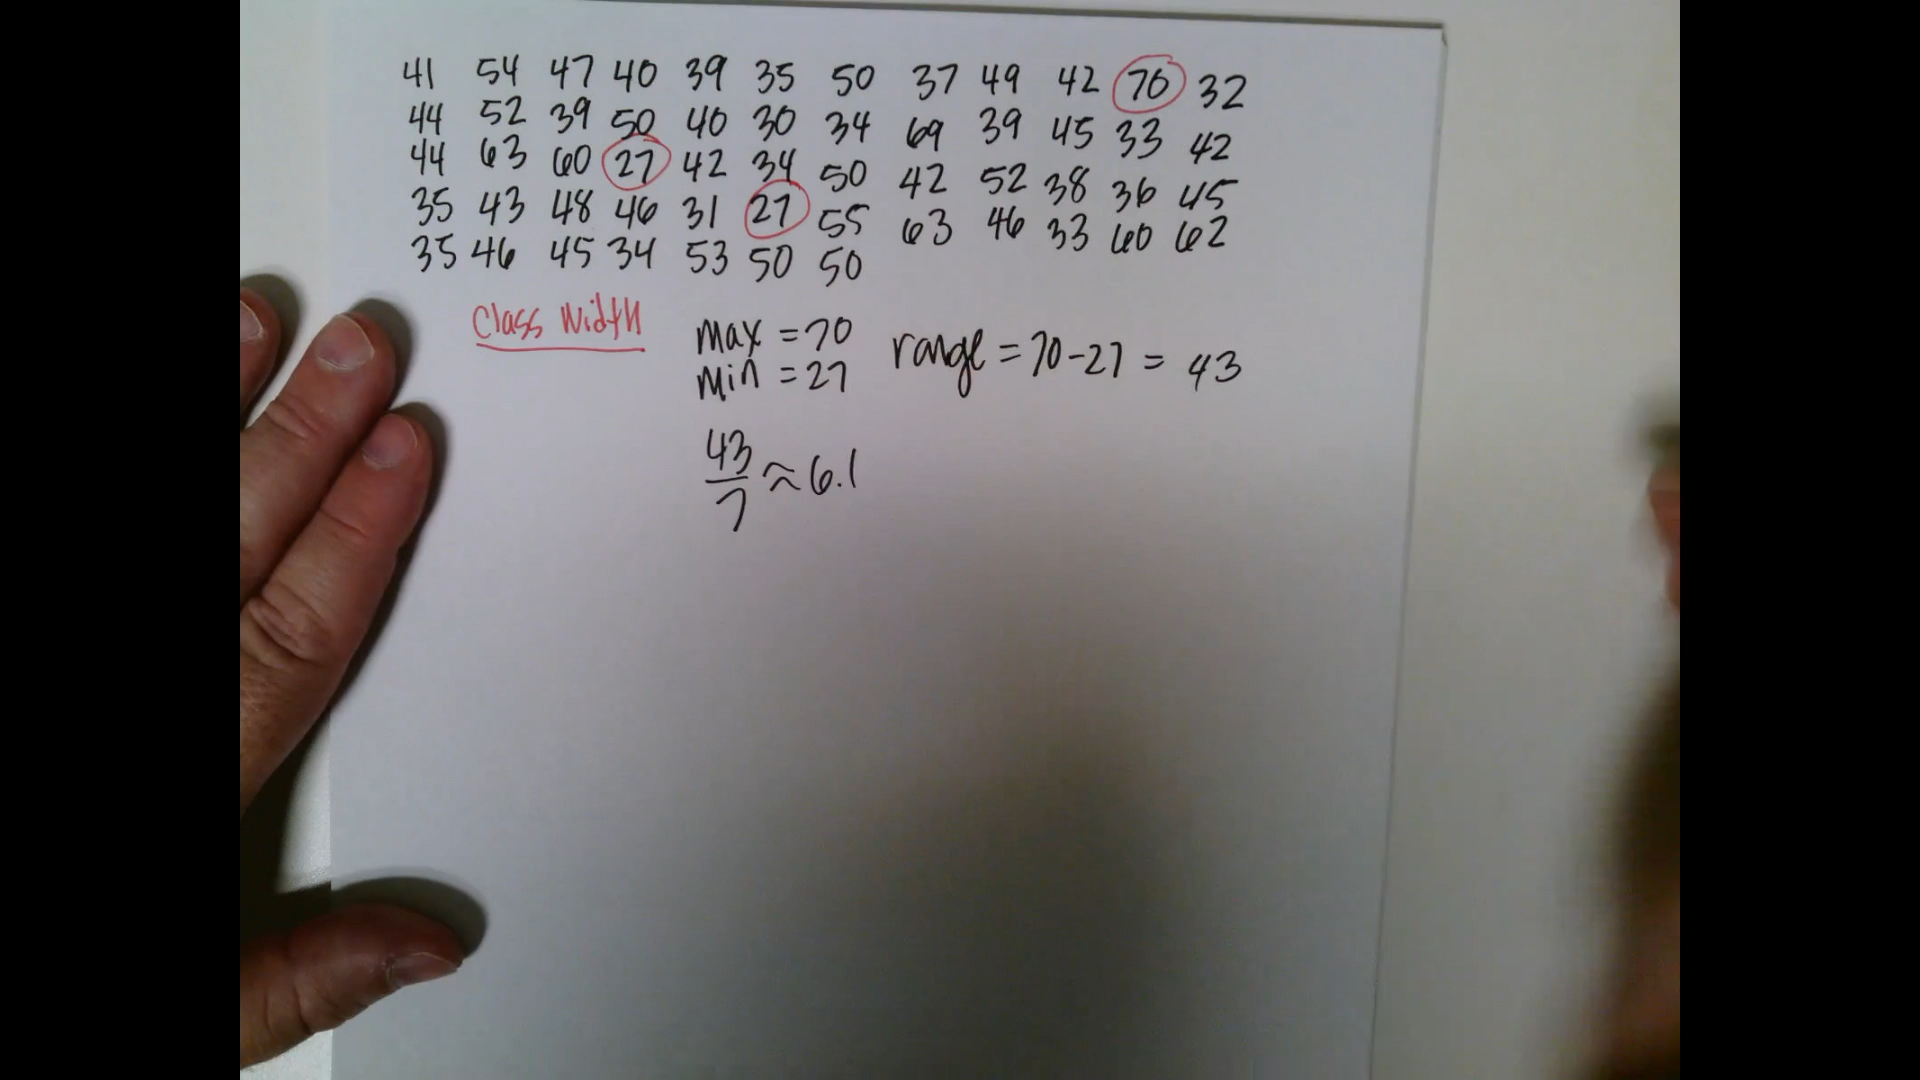 41 54 47 40 39 35 50 37 49 42 70 32
44 52 39 50 40 30 34 69 39 45 33 42
44 63 60 27 42 34 50 42 52 38 36 45
35 43 48 46 31 27 55 63 46 33 60 62
35 46 45 34 53 50 50
Class Width
max = 70
min = 27
range = 70-27 = 43
43
7
≈ 6.1